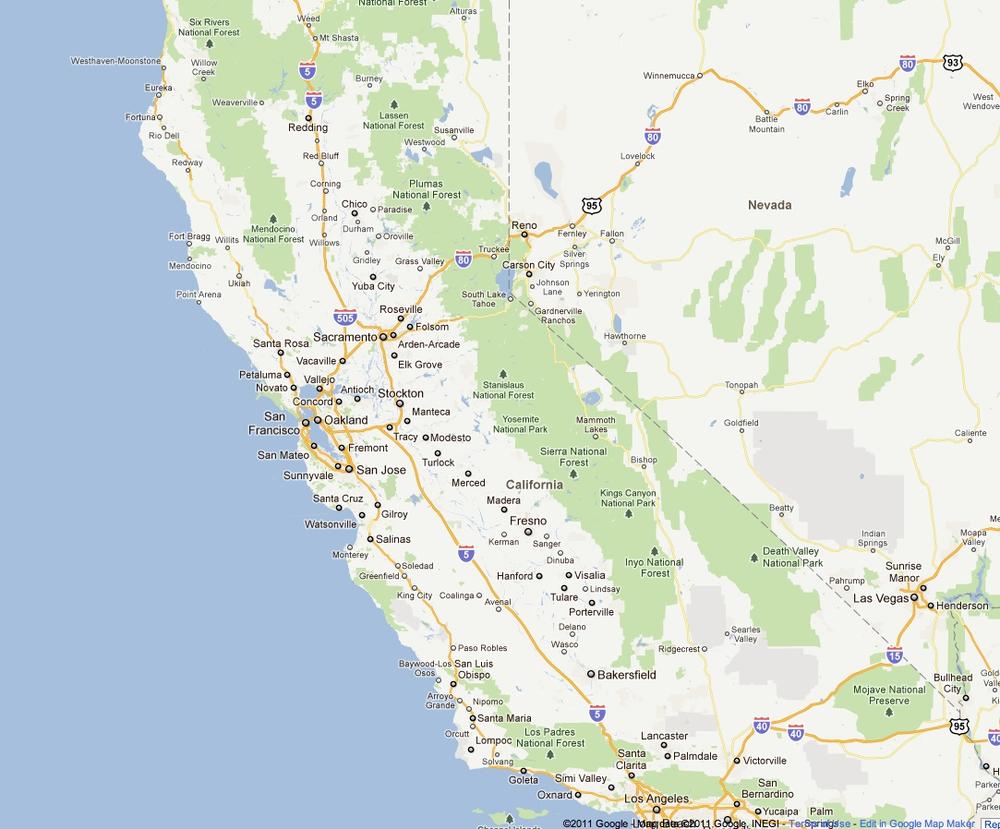 National Forest
Alturas
Weed
Six Rivers
National Forest
Mt Shasta
Westhaven-Moonstone
Willow
Creek
5
Burney
80
93
Winnemucca
Elko
Eureka
Weaverville
5
Lassen
National Forest
Spring
Creek
West
Wendove
Fortuna
Redding
80
Carlin
Battle
Mountain
Rio Dell
Susanville
80
Westwood
Redway
Red Bluff
Lovelock
Corning
Plumas
National Forest
95
Nevada
Chico
Paradise
Orland
Durham
Mendocino
National Forest
Reno
Fort Bragg
Willits
Willows
Oroville
Fernley
Fallon
McGill
Truckee
Silver
Springs
Ely
Mendocino
Gridley
Grass Valley
80
Carson City
Ukiah
Yuba City
Johnson
Lane
Yerington
Point Arena
South Lake
Tahoe
Gardnerville
Ranchos
505
Roseville
Folsom
Sacramento
Hawthorne
Santa Rosa
Arden-Arcade
Vacaville
Elk Grove
Petaluma
Novato
Vallejo
Antioch
Stockton
Concord
Stanislaus
National Forest
Tonopah
San
Francisco
Oakland
Manteca
Yosemite
National Park
Mammoth
Lakes
Goldfield
Tracy
Modesto
Caliente
San Mateo
Fremont
Turlock
Sierra National
Forest
Bishop
Sunnyvale
San Jose
Merced
California
Santa Cruz
Gilroy
Madera
Kings Canyon
National Park
Beatty
Watsonville
Fresno
Salinas
Kerman
Sanger
Indian
Springs
Moapa
Valley
Monterey
5
Dinuba
Inyo National
Forest
Death Valley
National Park
Soledad
Greenfield
Hanford
Visalia
Sunrise
Manor
Pahrump
King City
Coalinga
Avenal
Tulare
Lindsay
Las Vegas
Henderson
Porterville
Delano
Searles
Valley
Wasco
Ridgecrest
15
Paso Robles
Baywood-Los
Osos
San Luis
Obispo
Bakersfield
Bullhead
City
Mojave National
Preserve
Arroyo
Grande
Nipomo
Santa Maria
5
40
40
95
40
Orcutt
Lompoc
Los Padres
National Forest
Lancaster
Palmdale
Solvang
Santa
Clarita
Victorville
Goleta
Simi Valley
San
Bernardino
Oxnard
Los Angeles
Yucaipa
Palm
©2011 Google - Map data ©2011 Google, INEGI - Terms of Use - Edit in Google Map Maker